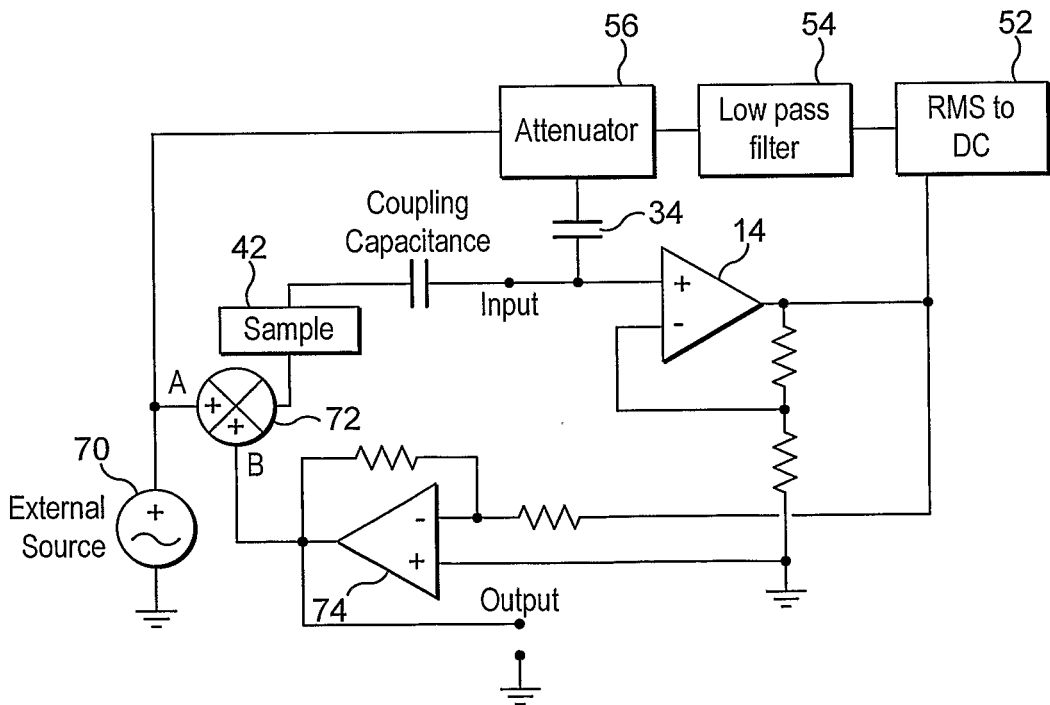 56
54
52
Attenuator
Low pass
filter
RMS to
DC
Coupling
Capacitance
34
14
42
Sample
Input
+
-
A
+
+
72
B
70
External
Source
+
-
+
74
Output